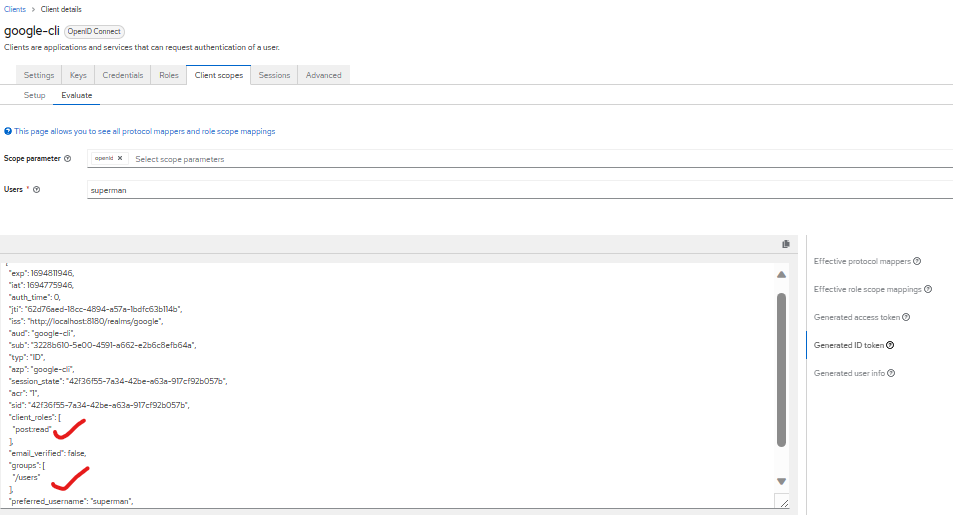 Clients > Client details
google-cli OpenID Connect
Clients are applications and services that can request authentication of a user.
Settings Keys Credentials Roles Client scopes Sessions Advanced
Setup Evaluate
This page allows you to see all protocol mappers and role scope mappings
Scope parameter openid × Select scope parameters
Users * superman
{
"exp": 1694811946,
"iat": 1694775946,
"auth_time": 0,
"jti": "62d76aed-18cc-4894-a57a-1bdfc63b114b",
"iss": "http://localhost:8180/realms/google",
"aud": "google-cli",
"sub": "3228b610-5e00-4591-a662-e2b6c8efb64a",
"typ": "ID",
"azp": "google-cli",
"session_state": "42f36f55-7a34-42be-a63a-917cf92b057b",
"acr": "1",
"sid": "42f36f55-7a34-42be-a63a-917cf92b057b",
"client_roles": [
"post:read"
],
"email_verified": false,
"groups": [
"/users"
],
"preferred_username": "superman",
Effective protocol mappers
Effective role scope mappings
Generated access token
Generated ID token
Generated user info